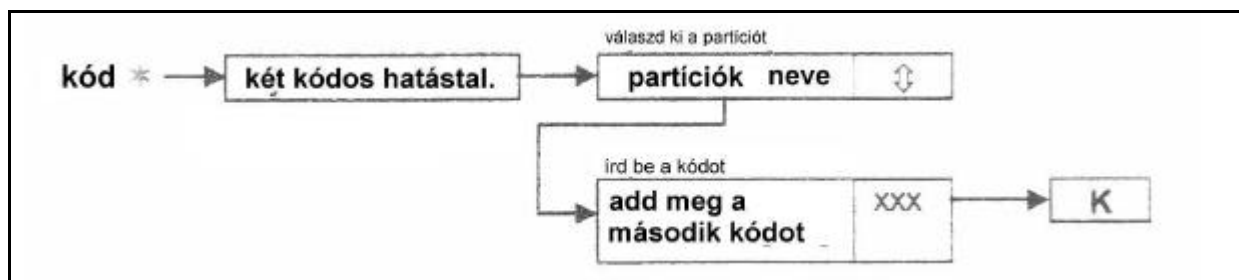 válaszd ki a partíciót
kód * két kódos hatástal. partíciók neve ⇕
írd be a kódot
add meg a XXX K
második kódot